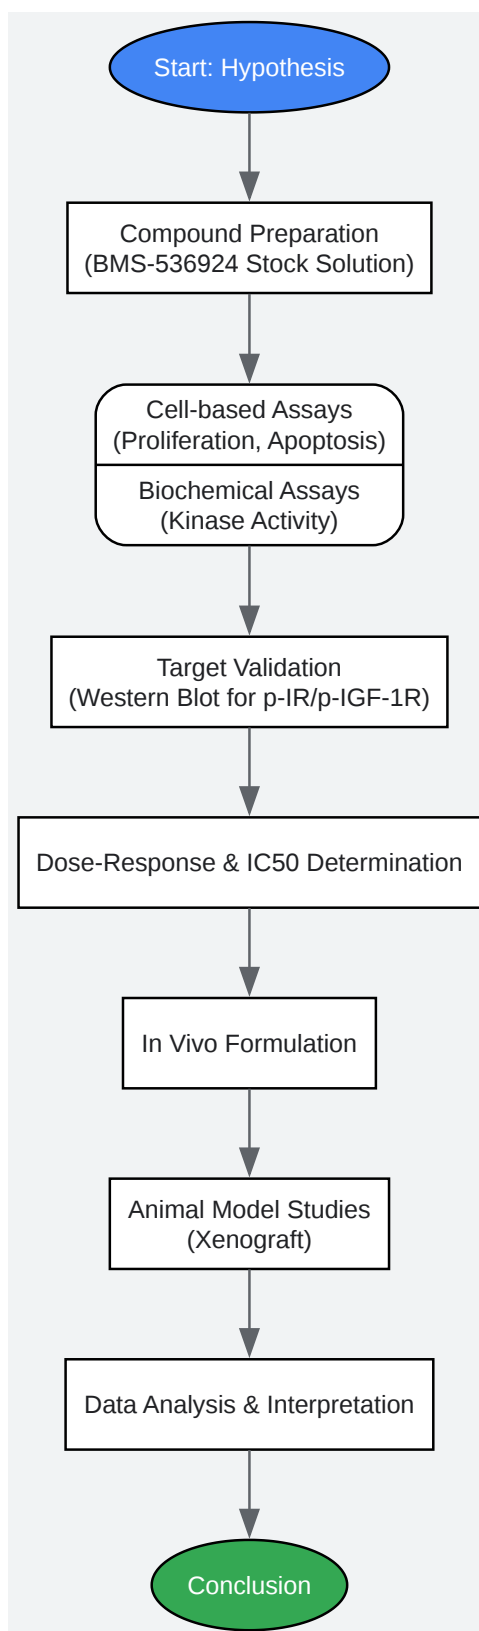 Start: Hypothesis
Compound Preparation
(BMS-536924 Stock Solution)
Cell-based Assays
(Proliferation, Apoptosis)
Biochemical Assays
(Kinase Activity)
Target Validation
(Western Blot for p-IR/p-IGF-1R)
Dose-Response & IC50 Determination
In Vivo Formulation
Animal Model Studies
(Xenograft)
Data Analysis & Interpretation
Conclusion